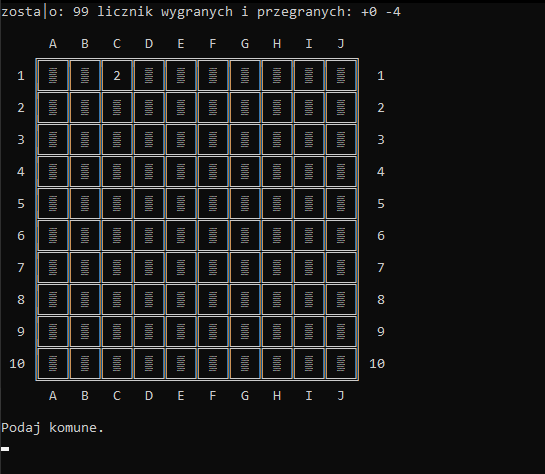 zosta|o: 99 licznik wygranych i przegranych: +0 -4
A B C D E F G H I J
1 2 1
2 2
3 3
4 4
5 5
6 6
7 7
8 8
9 9
10 10
A B C D E F G H I J
Podaj komune.